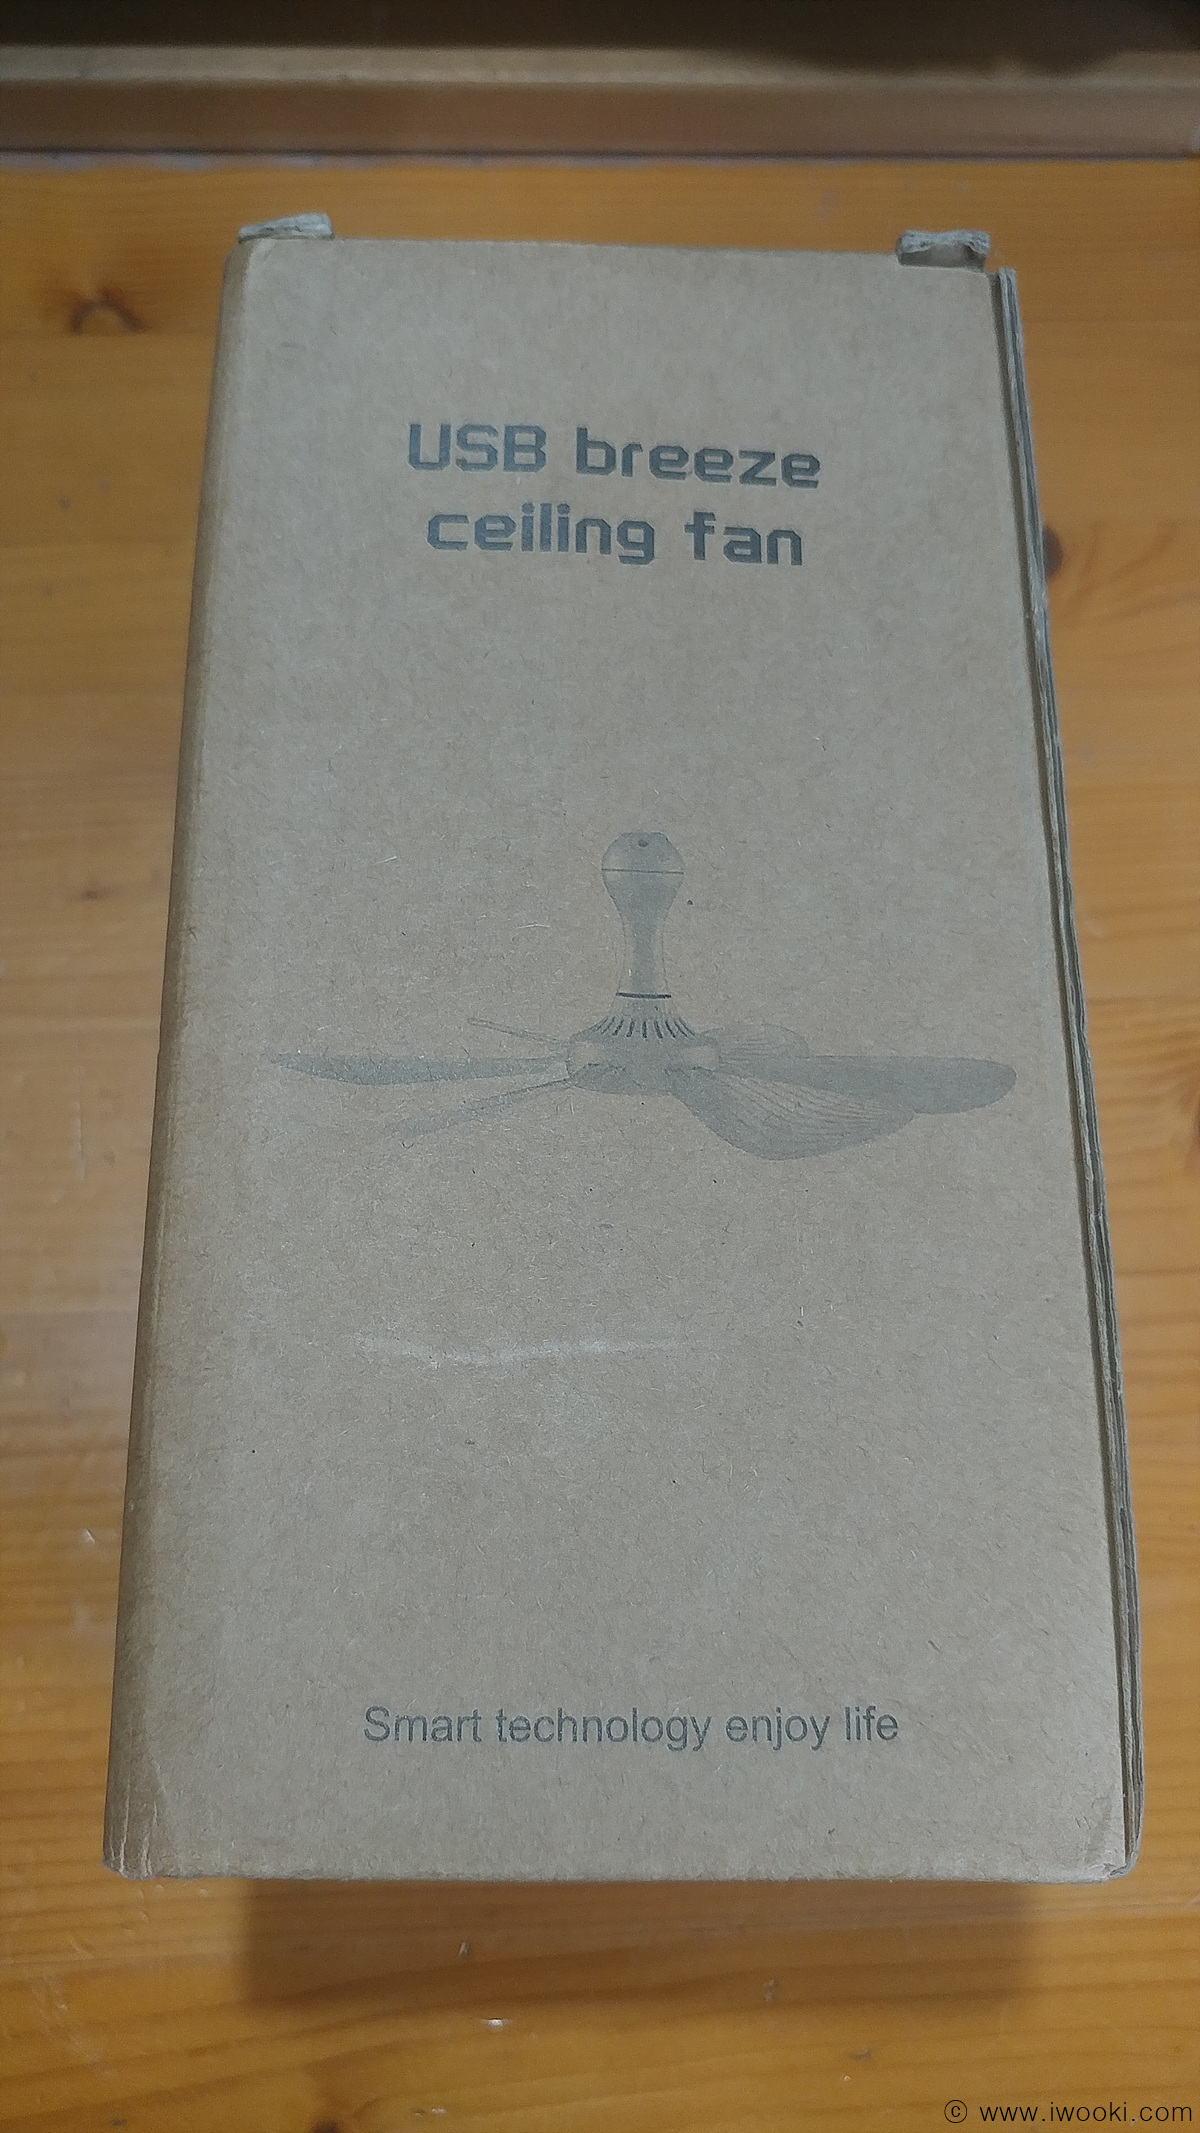 USB breeze
ceiling fan
Smart technology enjoy life
© www.iwooki.com